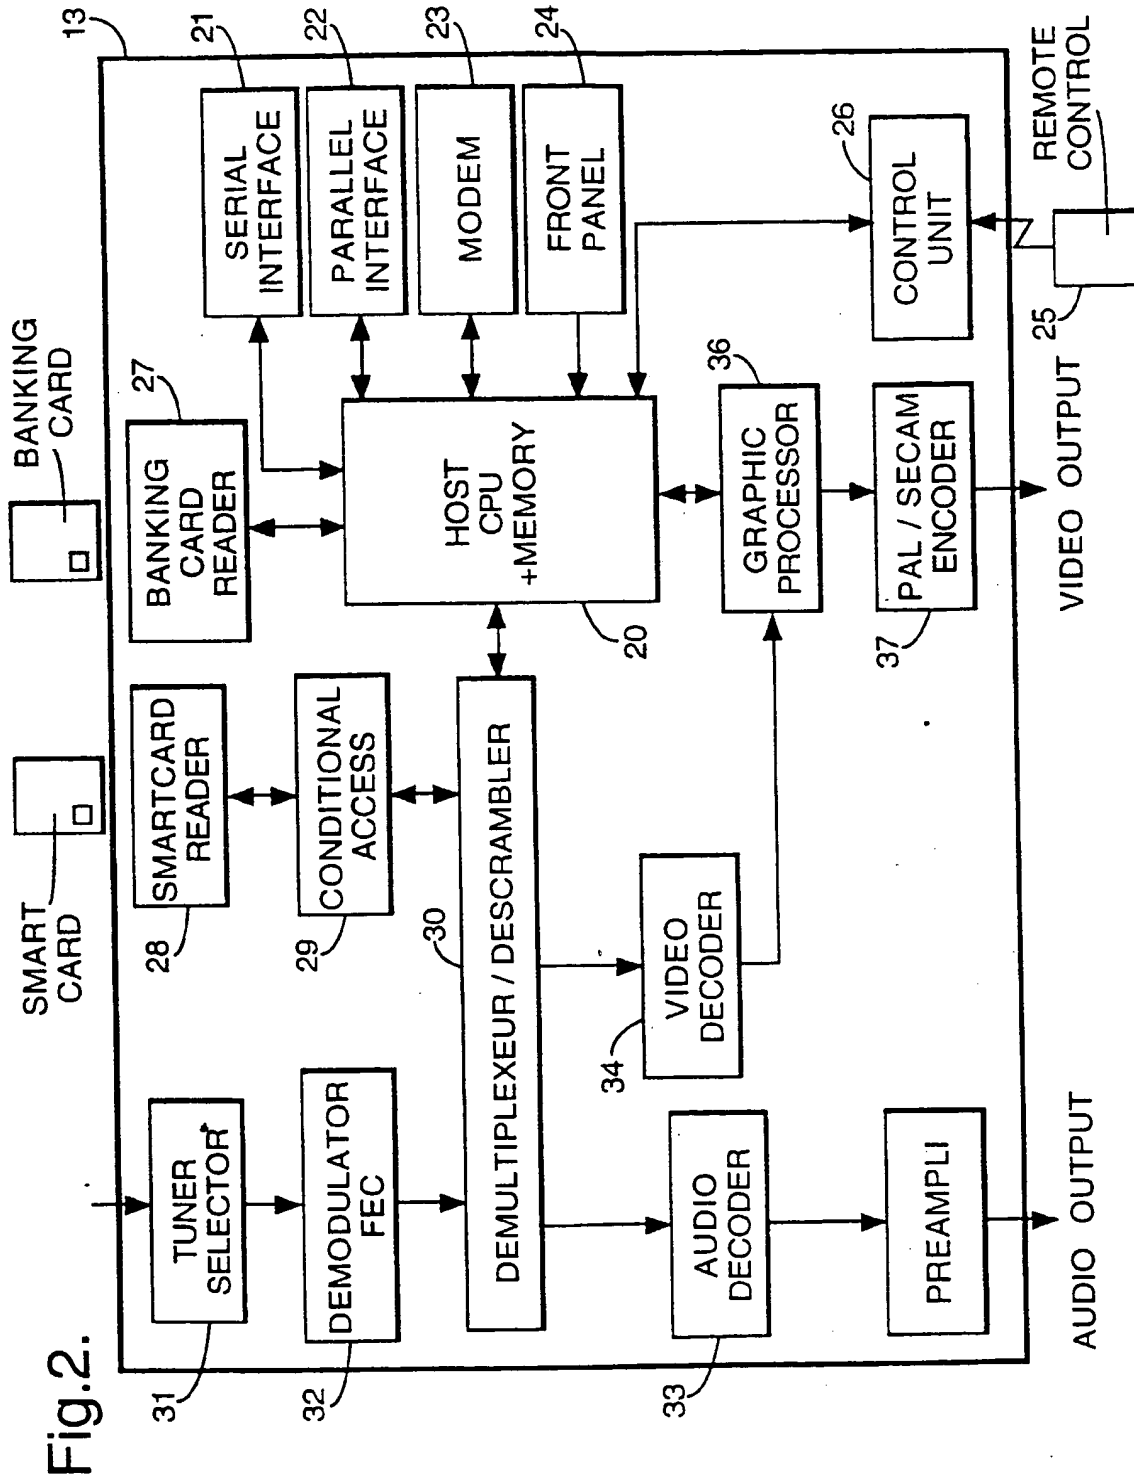 Fig.2.
SMART
CARD
BANKING
CARD
13
31
TUNER
SELECTOR
28
SMARTCARD
READER
BANKING
CARD
READER
27
SERIAL
INTERFACE
21
32
DEMODULATOR
FEC
29
CONDITIONAL
ACCESS
PARALLEL
INTERFACE
22
30
DEMULTIPLEXEUR / DESCRAMBLER
HOST
CPU
+MEMORY
20
MODEM
23
FRONT
PANEL
24
33
AUDIO
DECODER
34
VIDEO
DECODER
GRAPHIC
PROCESSOR
36
PREAMPLI
37
PAL / SECAM
ENCODER
CONTROL
UNIT
26
AUDIO OUTPUT
VIDEO OUTPUT
25
REMOTE
CONTROL